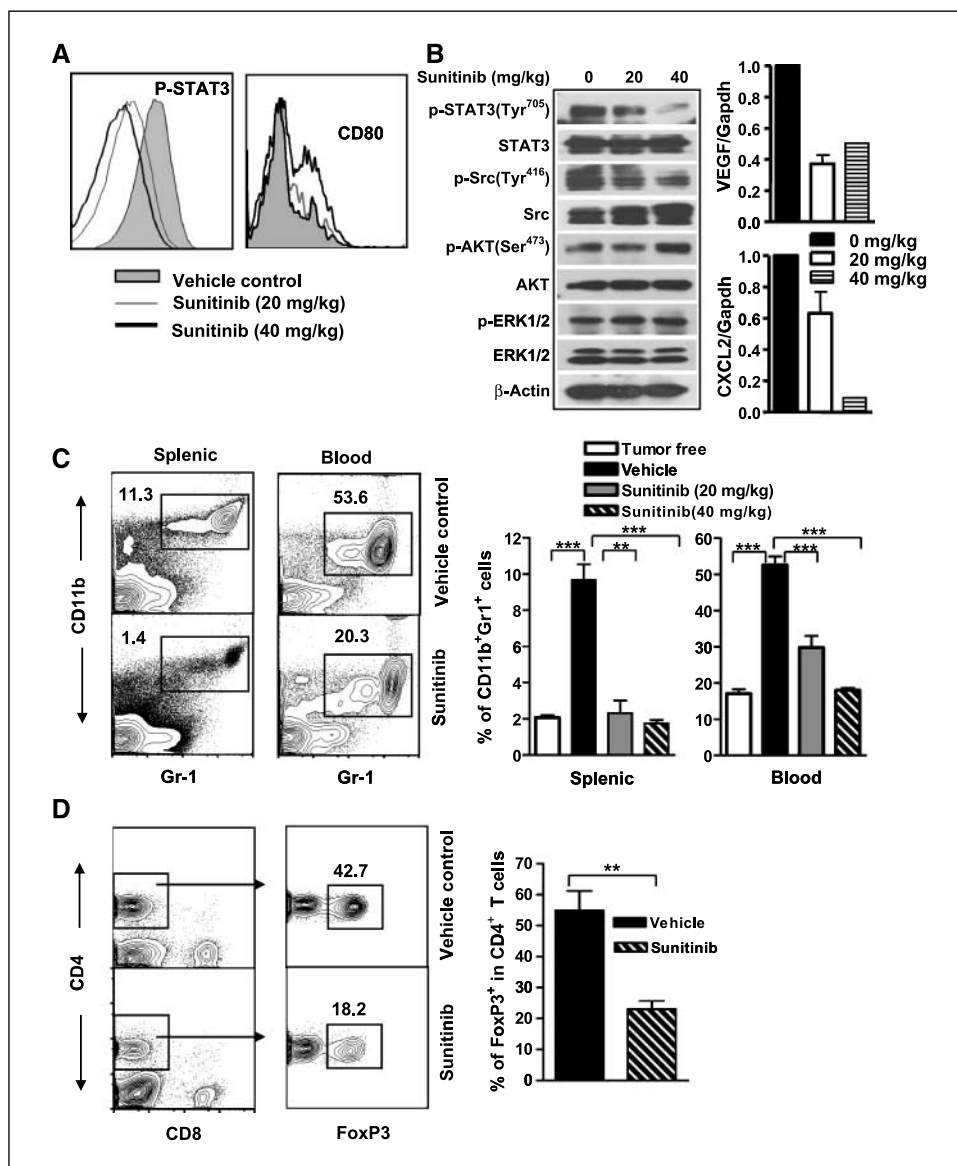 A
P-STAT3
CD80
Vehicle control
Sunitinib (20 mg/kg)
Sunitinib (40 mg/kg)
B
Sunitinib (mg/kg) 0 20 40
p-STAT3(Tyr⁷⁰⁵)
STAT3
p-Src(Tyr⁴¹⁶)
Src
p-AKT(Ser⁴⁷³)
AKT
p-ERK1/2
ERK1/2
β-Actin
VEGF/Gapdh
1.0
0.8
0.6
0.4
0.2
0.0
0 mg/kg
20 mg/kg
40 mg/kg
CXCL2/Gapdh
1.0
0.8
0.6
0.4
0.2
0.0
C
Splenic
Blood
11.3
53.6
Vehicle control
1.4
20.3
Sunitinib
CD11b
Gr-1
Gr-1
Tumor free
Vehicle
Sunitinib (20 mg/kg)
Sunitinib(40 mg/kg)
% of CD11b⁺Gr1⁺ cells
12
10
8
6
4
2
0
*** ** ***
Splenic
60
50
40
30
20
10
0
*** *** ***
Blood
D
42.7
Vehicle control
18.2
Sunitinib
CD4
CD8
FoxP3
% of FoxP3⁺ in CD4⁺ T cells
70
60
50
40
30
20
10
0
**
Vehicle
Sunitinib